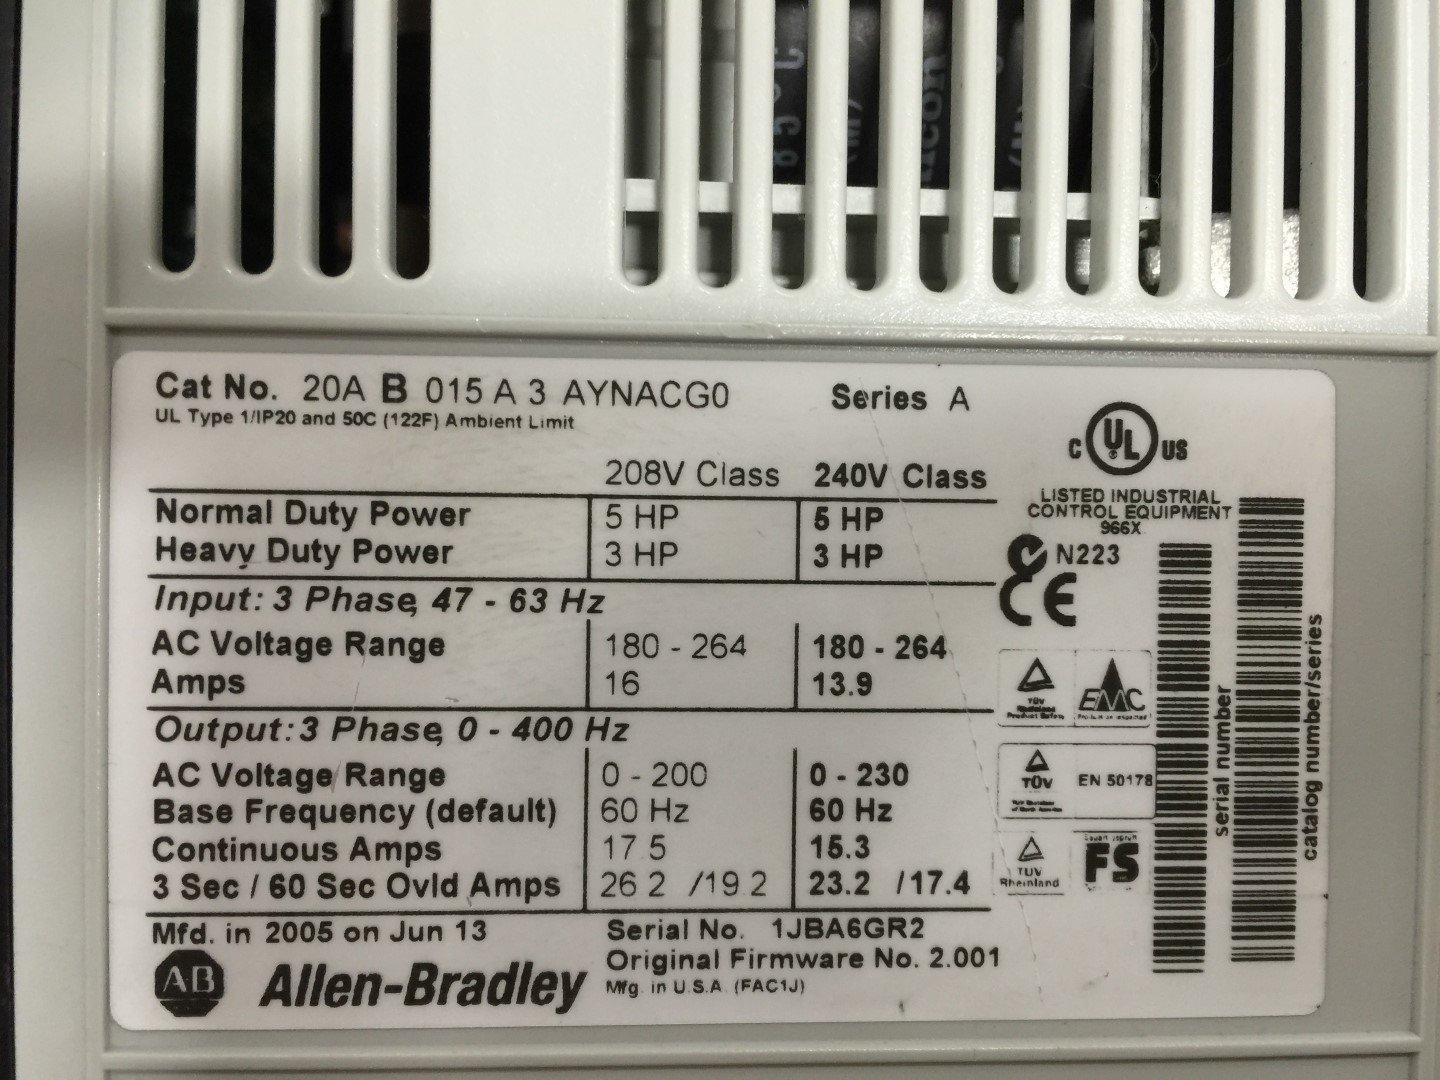 Cat No. 20A B 015 A 3 AYNACG0 Series A
UL Type 1/IP20 and 50C (122F) Ambient Limit
208V Class 240V Class
Normal Duty Power 5 HP 5 HP
Heavy Duty Power 3 HP 3 HP
Input: 3 Phase, 47 - 63 Hz
AC Voltage Range 180 - 264 180 - 264
Amps 16 13.9
Output: 3 Phase, 0 - 400 Hz
AC Voltage Range 0 - 200 0 - 230
Base Frequency (default) 60 Hz 60 Hz
Continuous Amps 17 5 15.3
3 Sec / 60 Sec Ovld Amps 26 2 /19 2 23.2 /17.4
Mfd. in 2005 on Jun 13
Serial No. 1JBA6GR2
Original Firmware No. 2.001
Mfg. in U.S.A. (FAC1J)
AB Allen-Bradley
C UL US
LISTED INDUSTRIAL
CONTROL EQUIPMENT
966X
N223
CE
TÜV
Rheinland
Product Safety
EMC
TÜV
EN 50178
TÜV
Rheinland
FS
serial number
catalog number/series